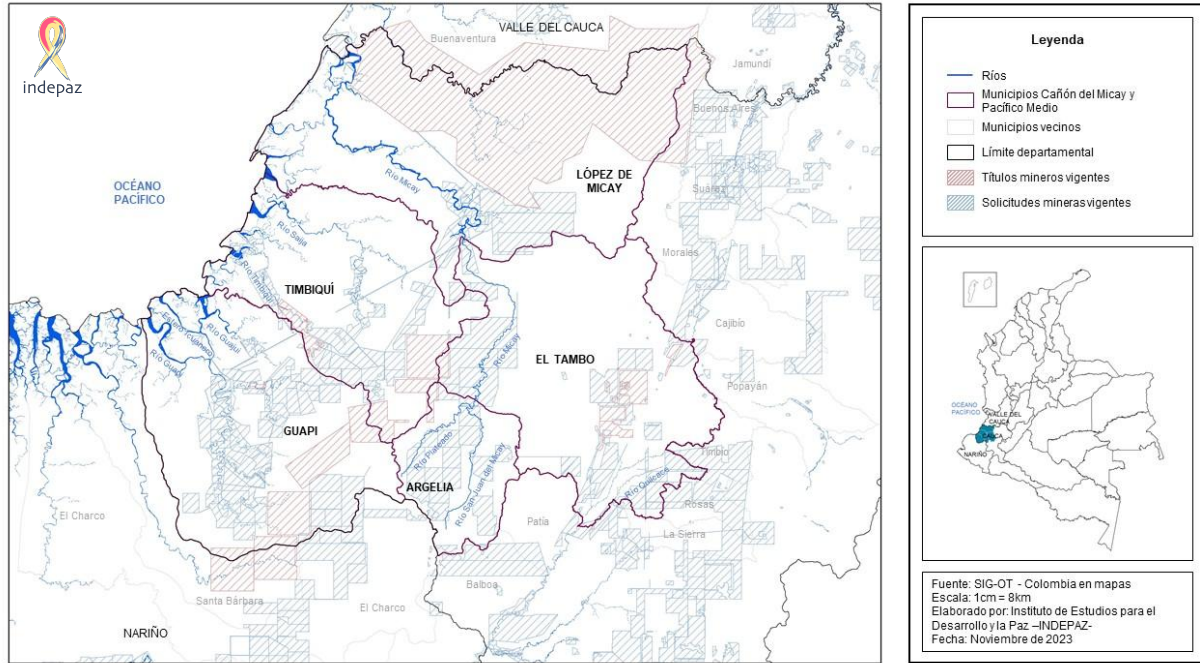 indepaz
VALLE DEL CAUCA
Buenaventura
Jamundí
Buenos Aires
OCÉANO
PACÍFICO
Río Micay
LÓPEZ DE
MICAY
Suárez
Río Saija
Morales
Río Timbiquí
TIMBIQUÍ
Cajibío
Río Guajuí
Río Guapi
Río Micay
EL TAMBO
Popayán
GUAPI
Timbío
Río Plateado
ARGELIA
Río San Juan del Micay
Río Quilcacé
El Charco
Patía
Rosas
La Sierra
Balboa
Santa Bárbara
El Charco
NARIÑO
Leyenda
Ríos
Municipios Cañón del Micay y
Pacífico Medio
Municipios vecinos
Límite departamental
Títulos mineros vigentes
Solicitudes mineras vigentes
OCÉANO
PACÍFICO
VALLE DEL
CAUCA
CAUCA
NARIÑO
Fuente: SIG-OT - Colombia en mapas
Escala: 1cm = 8km
Elaborado por: Instituto de Estudios para el
Desarrollo y la Paz –INDEPAZ-
Fecha: Noviembre de 2023